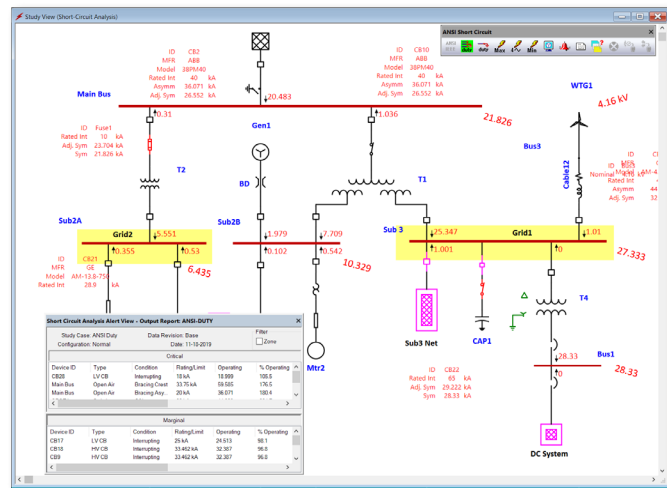 Study View (Short-Circuit Analysis)
ANSI Short Circuit
Max
Min
ID CB2
MFR ABB
Model 38PM40
Rated Int 40 kA
Asymm 36.071 kA
Adj. Sym 26.552 kA
ID CB10
MFR ABB
Model 38PM40
Rated Int 40 kA
Asymm 36.071 kA
Adj. Sym 26.552 kA
WTG1
4.16 kV
Main Bus
20.483
0.31
1.036
21.826
Gen1
ID Fuse1
Rated Int 10 kA
Adj. Sym 23.704 kA
Sym 21.826 kA
T2
BD
T1
Bus3
Cable12
Nominal 4.16 kV
Sub2A
Grid2
5.551
0.355
0.53
6.435
Sub2B
1.979
7.709
0.102
0.542
10.329
Sub 3
25.347
Grid1
1.01
1.001
0
27.333
ID CB21
MFR GE
Model AM-13.8-750
Rated Int 28.9 kA
Sub3 Net
CAP1
T4
Mtr2
28.33
Bus1
0
28.33
ID CB22
Rated Int 65 kA
Adj. Sym 29.222 kA
Sym 28.33 kA
DC System
Short Circuit Analysis Alert View - Output Report: ANSI-DUTY
Study Case: ANSI Duty Data Revision: Base Filter
Configuration: Normal Date: 11-18-2019 Zone
Critical
Device ID Type Condition Rating/Limit Operating % Operating
CB28 LV CB Interrupting 18 kA 18.999 105.5
Main Bus Open Air Bracing Crest 33.75 kA 59.585 176.5
Main Bus Open Air Bracing Asy... 20 kA 36.071 180.4
Marginal
Device ID Type Condition Rating/Limit Operating % Operating
CB17 LV CB Interrupting 25 kA 24.513 98.1
CB18 HV CB Interrupting 33.462 kA 32.387 96.8
CB9 HV CB Interrupting 33.462 kA 32.387 96.8